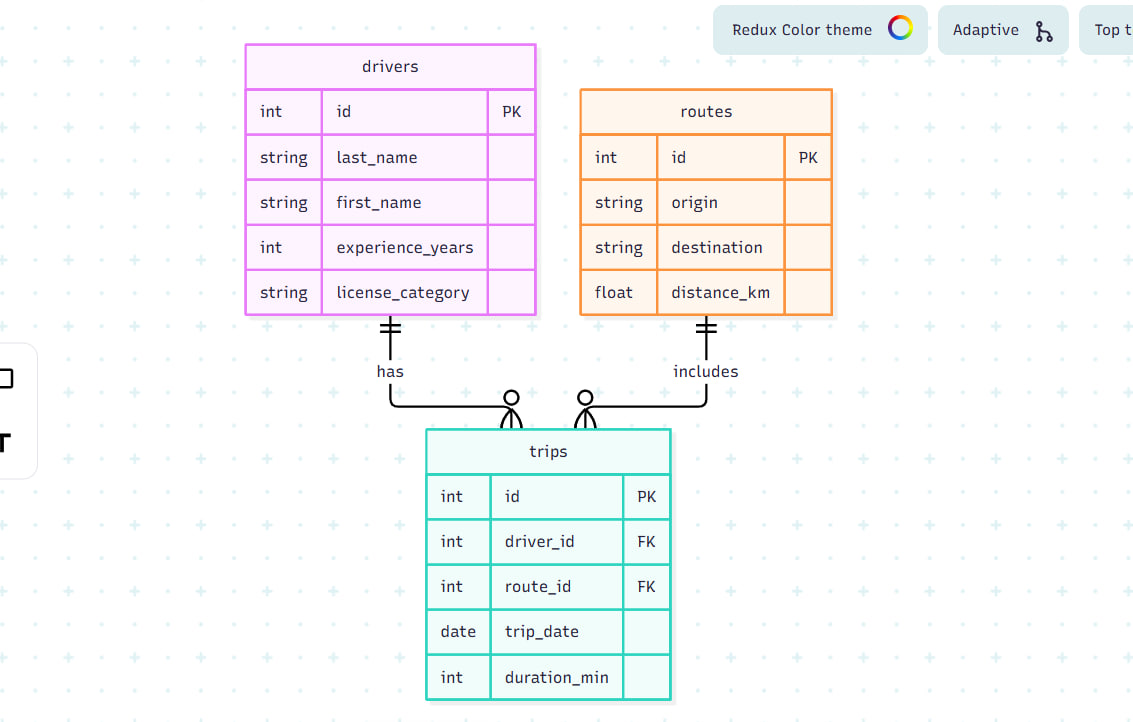 Redux Color theme
Adaptive
Top t
drivers
int id PK
string last_name
string first_name
int experience_years
string license_category
routes
int id PK
string origin
string destination
float distance_km
has
includes
T
trips
int id PK
int driver_id FK
int route_id FK
date trip_date
int duration_min